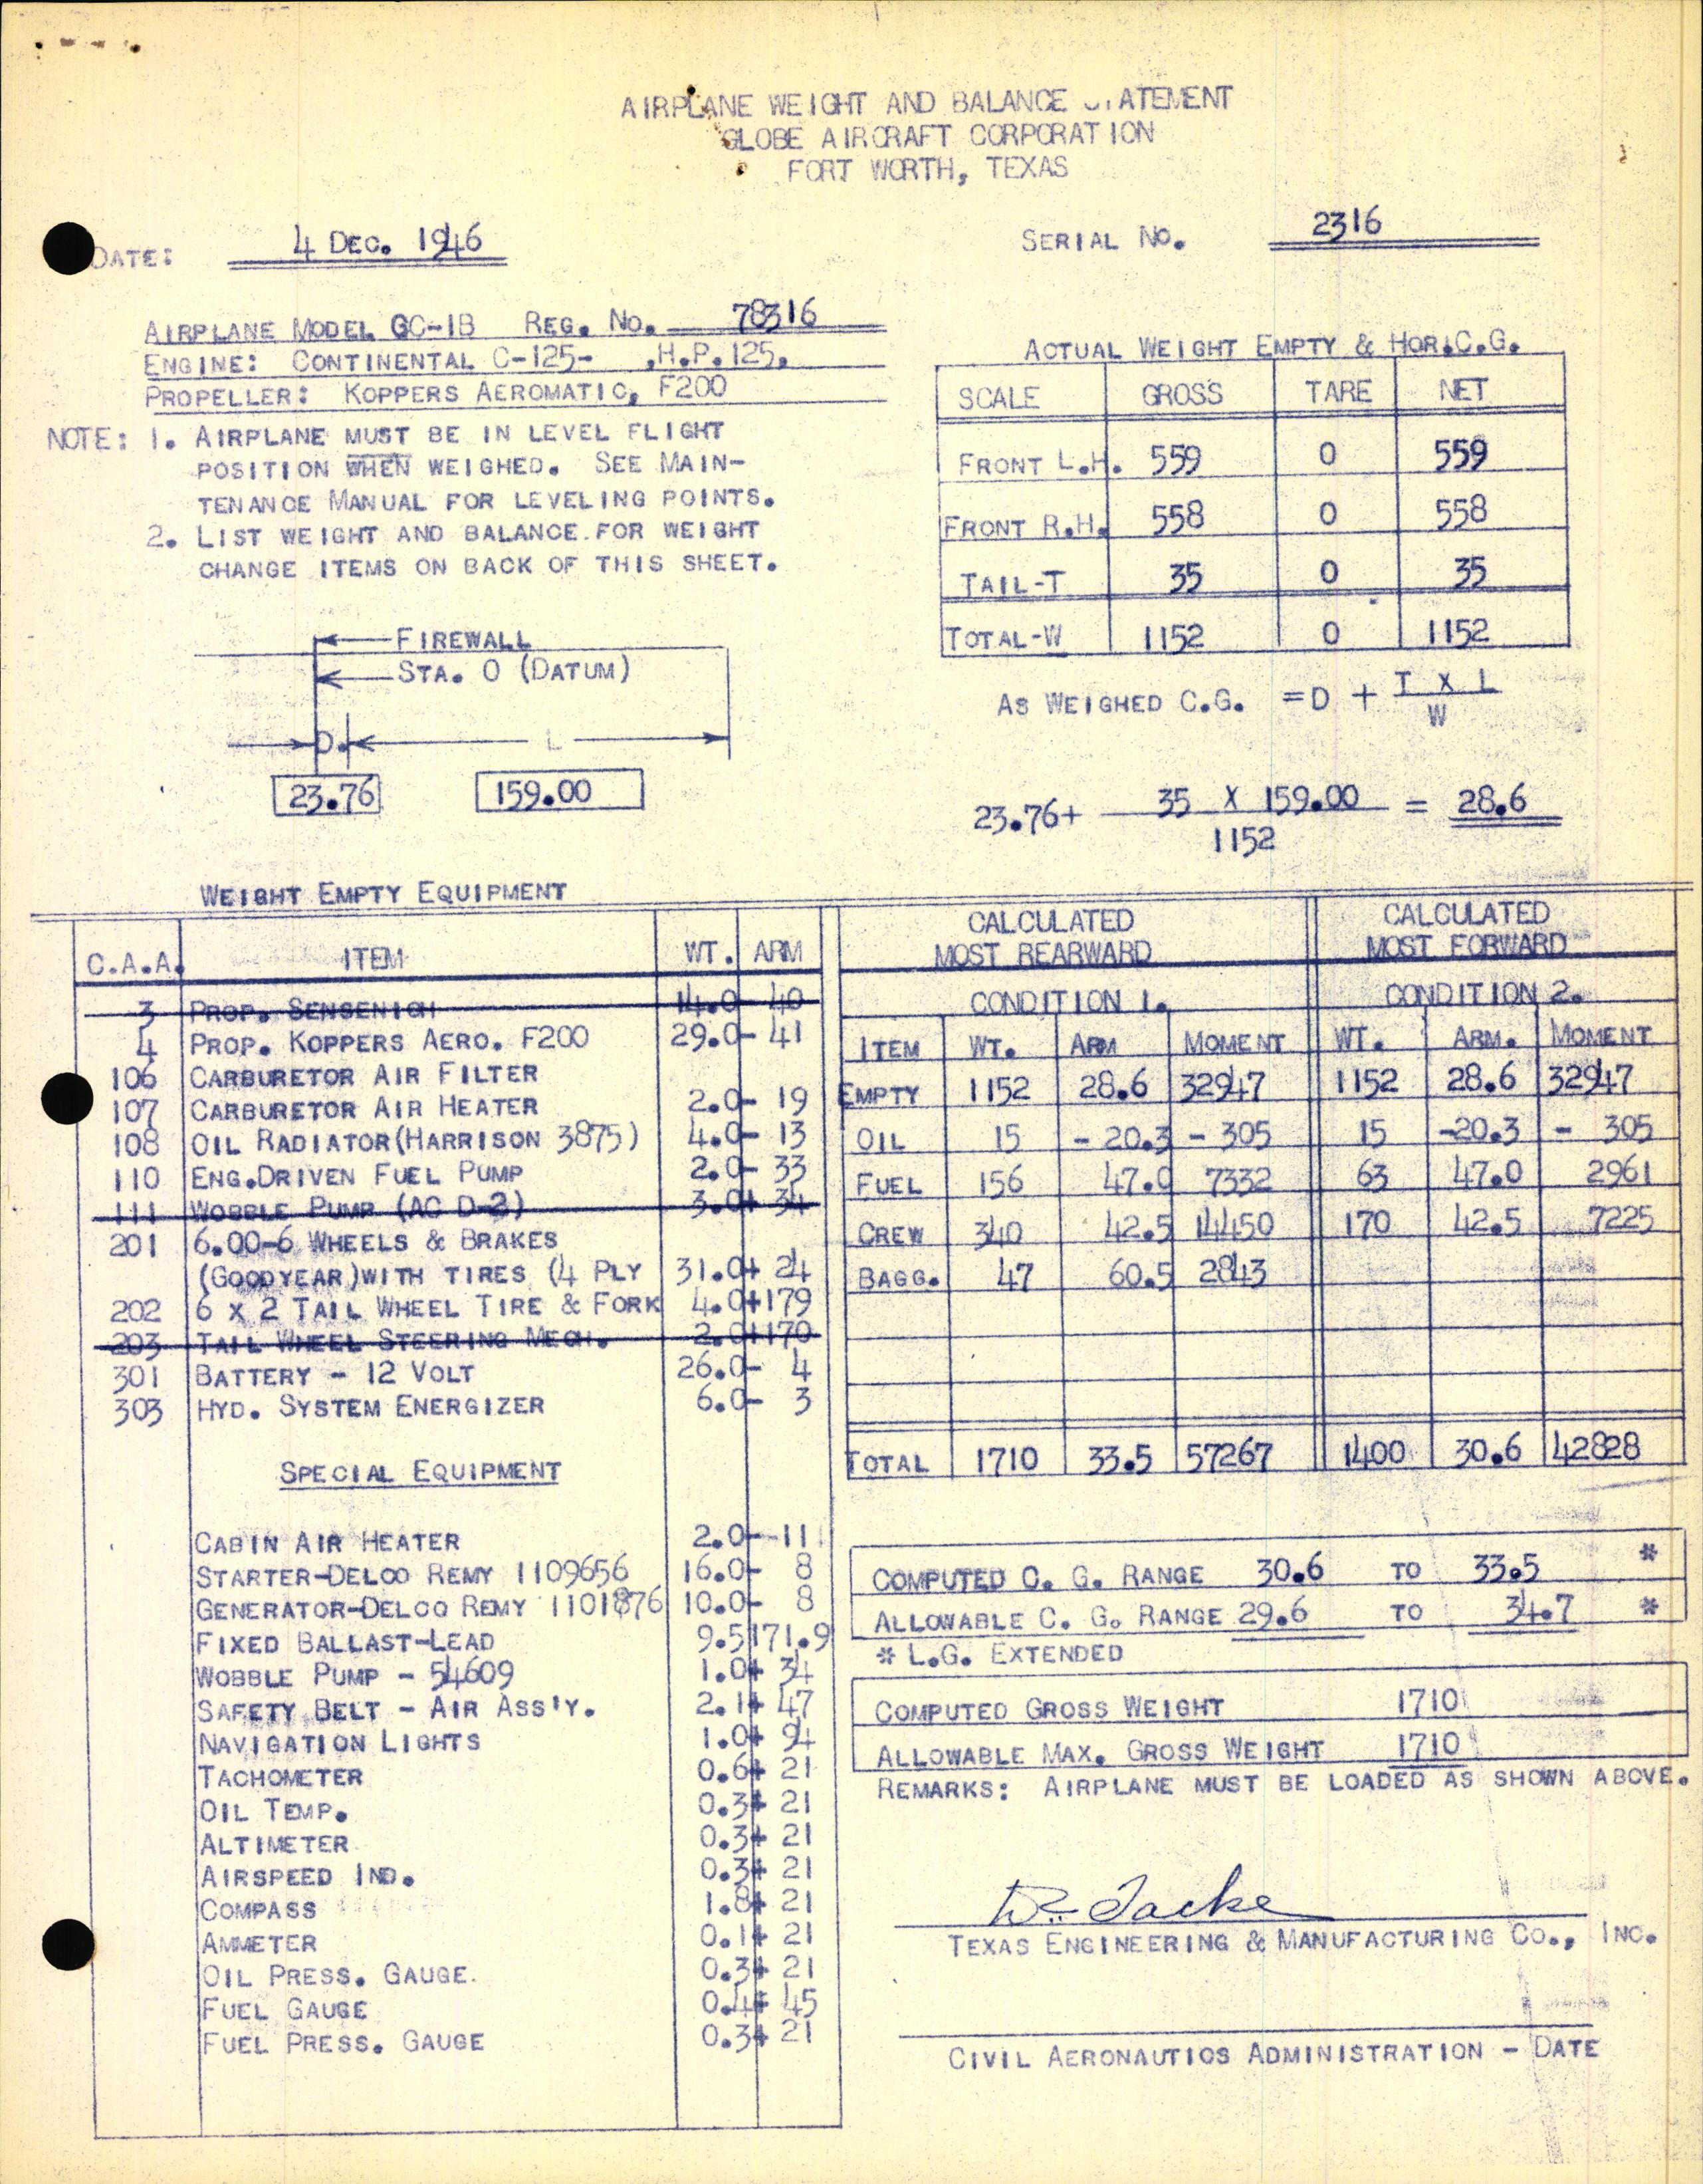 AIRPLANE WEIGHT AND BALANCE STATEMENT
GLOBE AIRCRAFT CORPORATION
FORT WORTH, TEXAS
DATE: 4 DEC. 1946
SERIAL NO. 2316
AIRPLANE MODEL GC-1B REG. NO. 78316
ENGINE: CONTINENTAL C-125- ,H.P.125,
PROPELLER: KOPPERS AEROMATIC, F200
NOTE: 1. AIRPLANE MUST BE IN LEVEL FLIGHT
POSITION WHEN WEIGHED. SEE MAIN-
TENANCE MANUAL FOR LEVELING POINTS.
2. LIST WEIGHT AND BALANCE FOR WEIGHT
CHANGE ITEMS ON BACK OF THIS SHEET.
ACTUAL WEIGHT EMPTY & HOR.C.G.
SCALE GROSS TARE NET
FRONT L.H. 559 0 559
FRONT R.H. 558 0 558
TAIL-T 35 0 35
TOTAL-W 1152 0 1152
FIREWALL
STA. 0 (DATUM)
D. L
23.76 159.00
AS WEIGHED C.G. = D + T X L
W
23.76+ 35 X 159.00 = 28.6
1152
WEIGHT EMPTY EQUIPMENT
C.A.A. ITEM WT. ARM
3 PROP. SENSENICH 14.0- 40
4 PROP. KOPPERS AERO. F200 29.0- 41
106 CARBURETOR AIR FILTER
107 CARBURETOR AIR HEATER 2.0- 19
108 OIL RADIATOR(HARRISON 3875) 4.0- 13
110 ENG.DRIVEN FUEL PUMP 2.0- 33
111 WOBBLE PUMP (AC D-2) 3.0+ 34
201 6.00-6 WHEELS & BRAKES
(GOODYEAR)WITH TIRES (4 PLY 31.0+ 24
202 6 X 2 TAIL WHEEL TIRE & FORK 4.0+179
203 TAIL WHEEL STEERING MECH. 2.0+170
301 BATTERY - 12 VOLT 26.0- 4
303 HYD. SYSTEM ENERGIZER 6.0- 3
SPECIAL EQUIPMENT
CABIN AIR HEATER 2.0- -11
STARTER-DELCO REMY 1109656 16.0- 8
GENERATOR-DELCO REMY 1101876 10.0- 8
FIXED BALLAST-LEAD 9.5 171.9
WOBBLE PUMP - 54609 1.0+ 34
SAFETY BELT - AIR ASS'Y. 2.1+ 47
NAVIGATION LIGHTS 1.0+ 94
TACHOMETER 0.6+ 21
OIL TEMP. 0.3+ 21
ALTIMETER 0.3+ 21
AIRSPEED IND. 0.3+ 21
COMPASS 1.8+ 21
AMMETER 0.1+ 21
OIL PRESS. GAUGE. 0.3+ 21
FUEL GAUGE 0.4+ 45
FUEL PRESS. GAUGE 0.3+ 21
CALCULATED CALCULATED
MOST REARWARD MOST FORWARD
CONDITION 1. CONDITION 2.
ITEM WT. ARM MOMENT WT. ARM. MOMENT
EMPTY 1152 28.6 32947 1152 28.6 32947
OIL 15 - 20.3 - 305 15 -20.3 - 305
FUEL 156 47.0 7332 63 47.0 2961
CREW 340 42.5 14450 170 42.5 7225
BAGG. 47 60.5 2843
TOTAL 1710 33.5 57267 1400 30.6 42828
COMPUTED C. G. RANGE 30.6 TO 33.5 *
ALLOWABLE C. G. RANGE 29.6 TO 34.7 *
* L.G. EXTENDED
COMPUTED GROSS WEIGHT 1710
ALLOWABLE MAX. GROSS WEIGHT 1710
REMARKS: AIRPLANE MUST BE LOADED AS SHOWN ABOVE.
TEXAS ENGINEERING & MANUFACTURING CO., INC.
CIVIL AERONAUTICS ADMINISTRATION - DATE